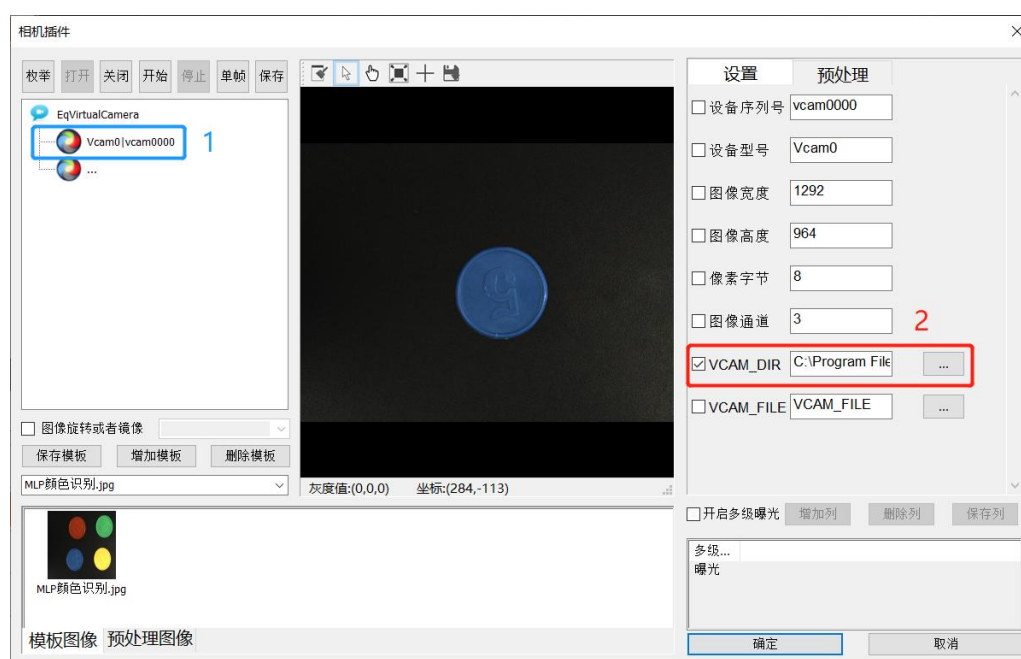 相机插件
枚举 打开 关闭 开始 停止 单帧 保存
EqVirtualCamera
Vcam0|vcam0000
...
1
图像旋转或者镜像
保存模板 增加模板 删除模板
MLP颜色识别.jpg
灰度值:(0,0,0) 坐标:(284,-113)
MLP颜色识别.jpg
模板图像 预处理图像
设置 预处理
设备序列号 vcam0000
设备型号 Vcam0
图像宽度 1292
图像高度 964
像素字节 8
图像通道 3
2
VCAM_DIR C:\Program File ...
VCAM_FILE VCAM_FILE ...
开启多级曝光 增加列 删除列 保存列
多级...
曝光
确定 取消